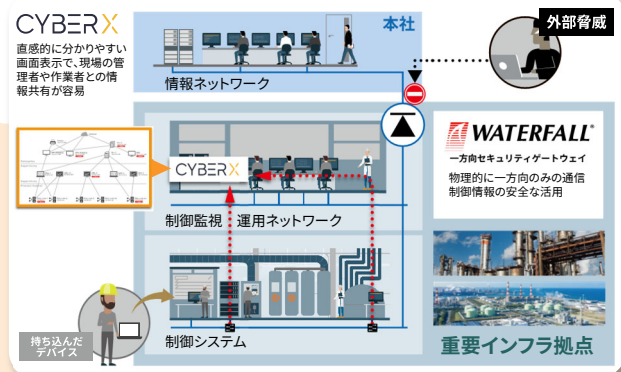 CYBERX
直感的に分かりやすい
画面表示で、現場の管
理者や作業者との情
報共有が容易
本社
情報ネットワーク
外部脅威
WATERFALL®
一方向セキュリティゲートウェイ
物理的に一方向のみの通信
制御情報の安全な活用
CYBERX
制御監視 運用ネットワーク
制御システム
持ち込んだ
デバイス
重要インフラ拠点